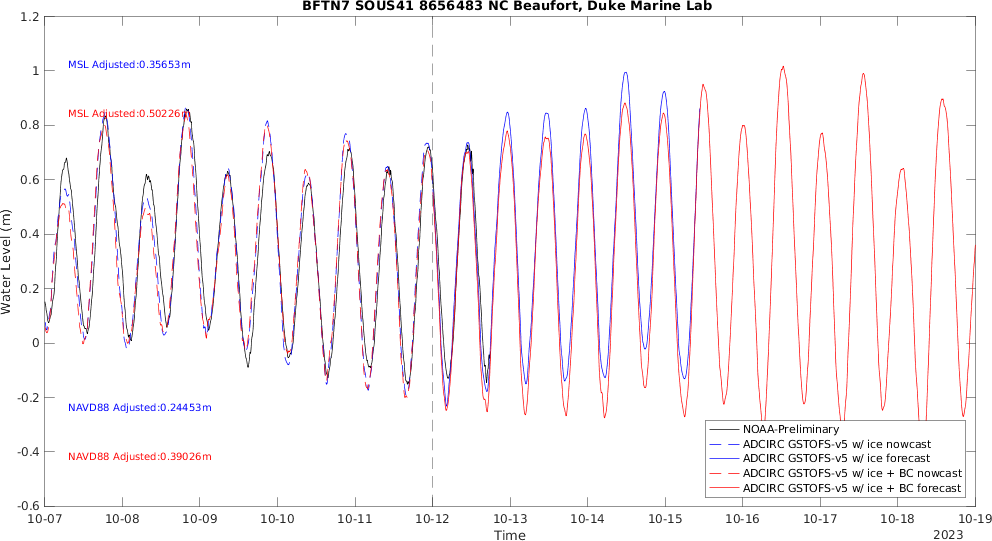 BFTN7 SOUS41 8656483 NC Beaufort, Duke Marine Lab
1.2
1
0.8
0.6
0.4
0.2
0
-0.2
-0.4
-0.6
Water Level (m)
MSL Adjusted:0.35653m
MSL Adjusted:0.50226m
NAVD88 Adjusted:0.24453m
NAVD88 Adjusted:0.39026m
NOAA-Preliminary
ADCIRC GSTOFS-v5 w/ ice nowcast
ADCIRC GSTOFS-v5 w/ ice forecast
ADCIRC GSTOFS-v5 w/ ice + BC nowcast
ADCIRC GSTOFS-v5 w/ ice + BC forecast
10-07 10-08 10-09 10-10 10-11 10-12 10-13 10-14 10-15 10-16 10-17 10-18 10-19
Time
2023